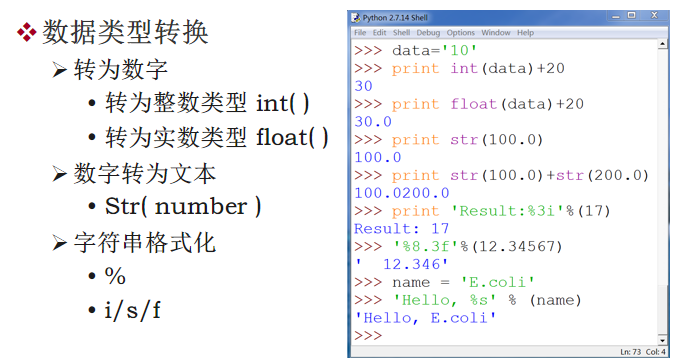 ❖数据类型转换
➢转为数字
• 转为整数类型 int( )
• 转为实数类型 float( )
➢数字转为文本
• Str( number )
➢字符串格式化
• %
• i/s/f
Python 2.7.14 Shell
File Edit Shell Debug Options Window Help
>>> data='10'
>>> print int(data)+20
30
>>> print float(data)+20
30.0
>>> print str(100.0)
100.0
>>> print str(100.0)+str(200.0)
100.0200.0
>>> print 'Result:%3i'%(17)
Result: 17
>>> '%8.3f'%(12.34567)
'  12.346'
>>> name = 'E.coli'
>>> 'Hello, %s' % (name)
'Hello, E.coli'
>>>
Ln: 73 Col: 4